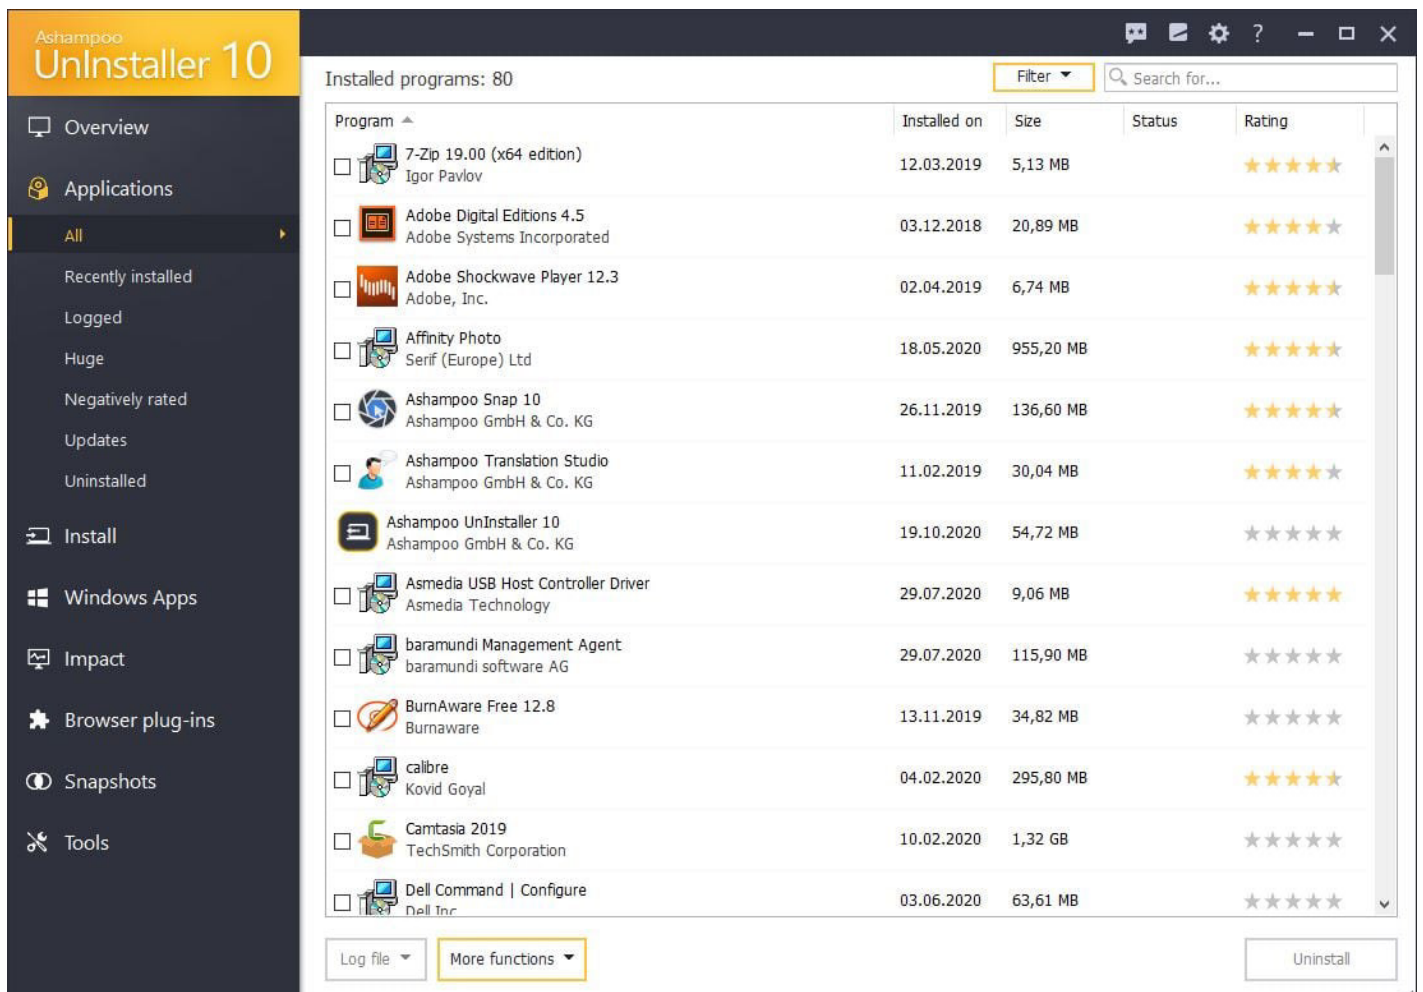 Ashampoo
UnInstaller 10
Overview
Applications
All
Recently installed
Logged
Huge
Negatively rated
Updates
Uninstalled
Install
Windows Apps
Impact
Browser plug-ins
Snapshots
Tools
?
Installed programs: 80
Filter
Search for...
Program Installed on Size Status Rating
7-Zip 19.00 (x64 edition)
Igor Pavlov
12.03.2019 5,13 MB
Adobe Digital Editions 4.5
Adobe Systems Incorporated
03.12.2018 20,89 MB
Adobe Shockwave Player 12.3
Adobe, Inc.
02.04.2019 6,74 MB
Affinity Photo
Serif (Europe) Ltd
18.05.2020 955,20 MB
Ashampoo Snap 10
Ashampoo GmbH & Co. KG
26.11.2019 136,60 MB
Ashampoo Translation Studio
Ashampoo GmbH & Co. KG
11.02.2019 30,04 MB
Ashampoo UnInstaller 10
Ashampoo GmbH & Co. KG
19.10.2020 54,72 MB
Asmedia USB Host Controller Driver
Asmedia Technology
29.07.2020 9,06 MB
baramundi Management Agent
baramundi software AG
29.07.2020 115,90 MB
BurnAware Free 12.8
Burnaware
13.11.2019 34,82 MB
calibre
Kovid Goyal
04.02.2020 295,80 MB
Camtasia 2019
TechSmith Corporation
10.02.2020 1,32 GB
Dell Command | Configure
Dell Inc.
03.06.2020 63,61 MB
Log file
More functions
Uninstall